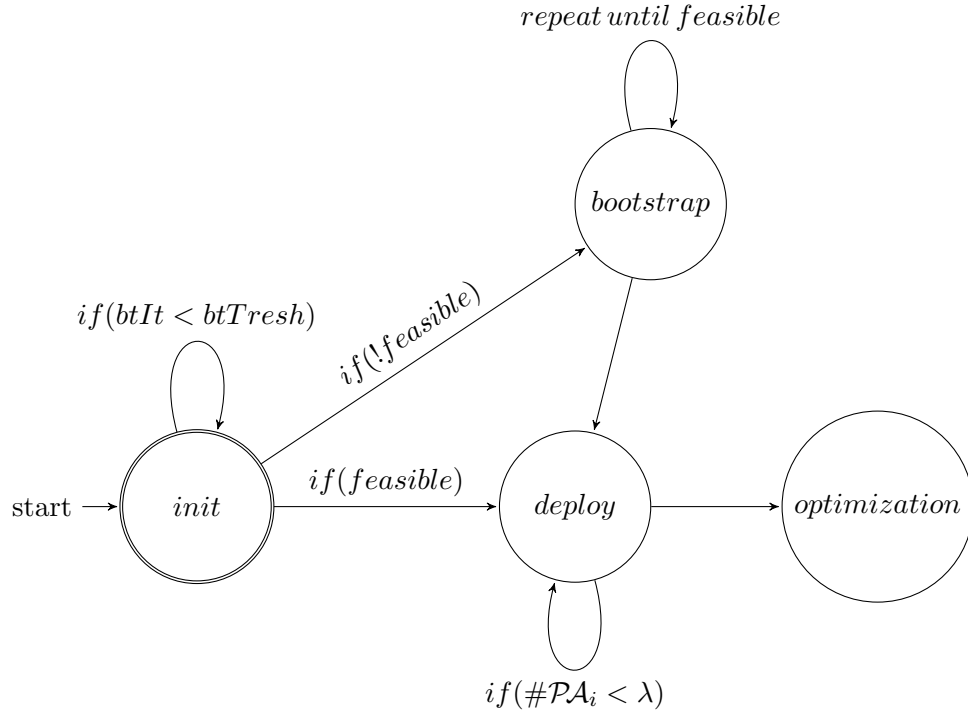 repeat until feasible
bootstrap
if(btIt < btTresh)
if(!feasible)
if(feasible)
start
init
deploy
optimization
if(#𝒫𝒜ᵢ < λ)